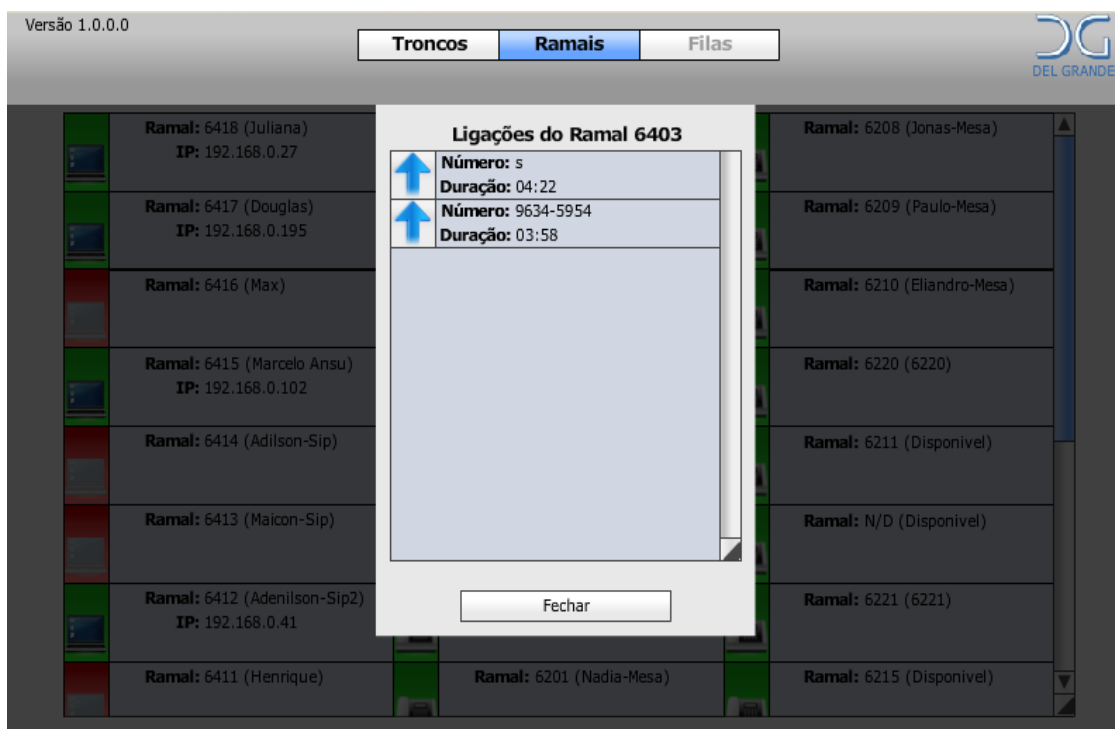 Versão 1.0.0.0
Troncos
Ramais
Filas
DEL GRANDE
Ligações do Ramal 6403
Número: s
Duração: 04:22
Número: 9634-5954
Duração: 03:58
Fechar
Ramal: 6418 (Juliana)
IP: 192.168.0.27
Ramal: 6417 (Douglas)
IP: 192.168.0.195
Ramal: 6416 (Max)
Ramal: 6415 (Marcelo Ansu)
IP: 192.168.0.102
Ramal: 6414 (Adilson-Sip)
Ramal: 6413 (Maicon-Sip)
Ramal: 6412 (Adenilson-Sip2)
IP: 192.168.0.41
Ramal: 6411 (Henrique)
Ramal: 6201 (Nadia-Mesa)
Ramal: 6208 (Jonas-Mesa)
Ramal: 6209 (Paulo-Mesa)
Ramal: 6210 (Eliandro-Mesa)
Ramal: 6220 (6220)
Ramal: 6211 (Disponivel)
Ramal: N/D (Disponivel)
Ramal: 6221 (6221)
Ramal: 6215 (Disponivel)